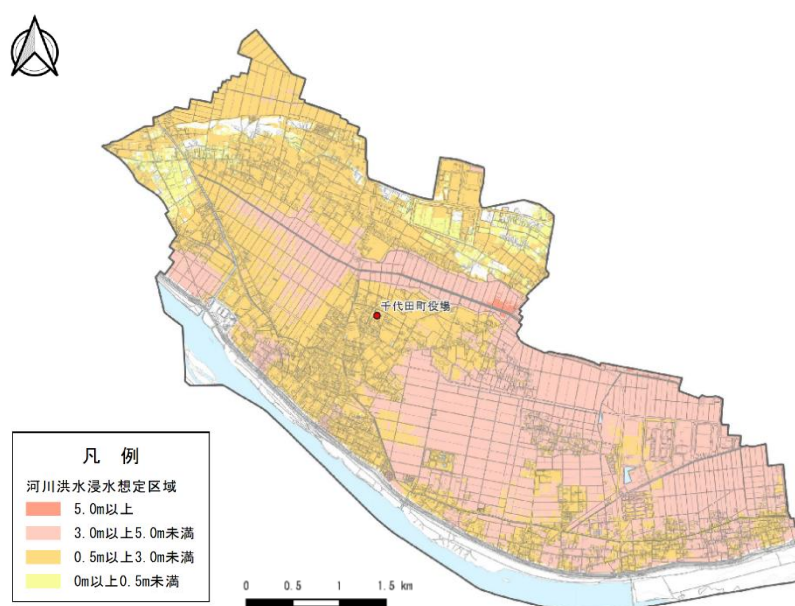 千代田町役場
凡 例
河川洪水浸水想定区域
5.0m以上
3.0m以上5.0m未満
0.5m以上3.0m未満
0m以上0.5m未満
0 0.5 1 1.5 km